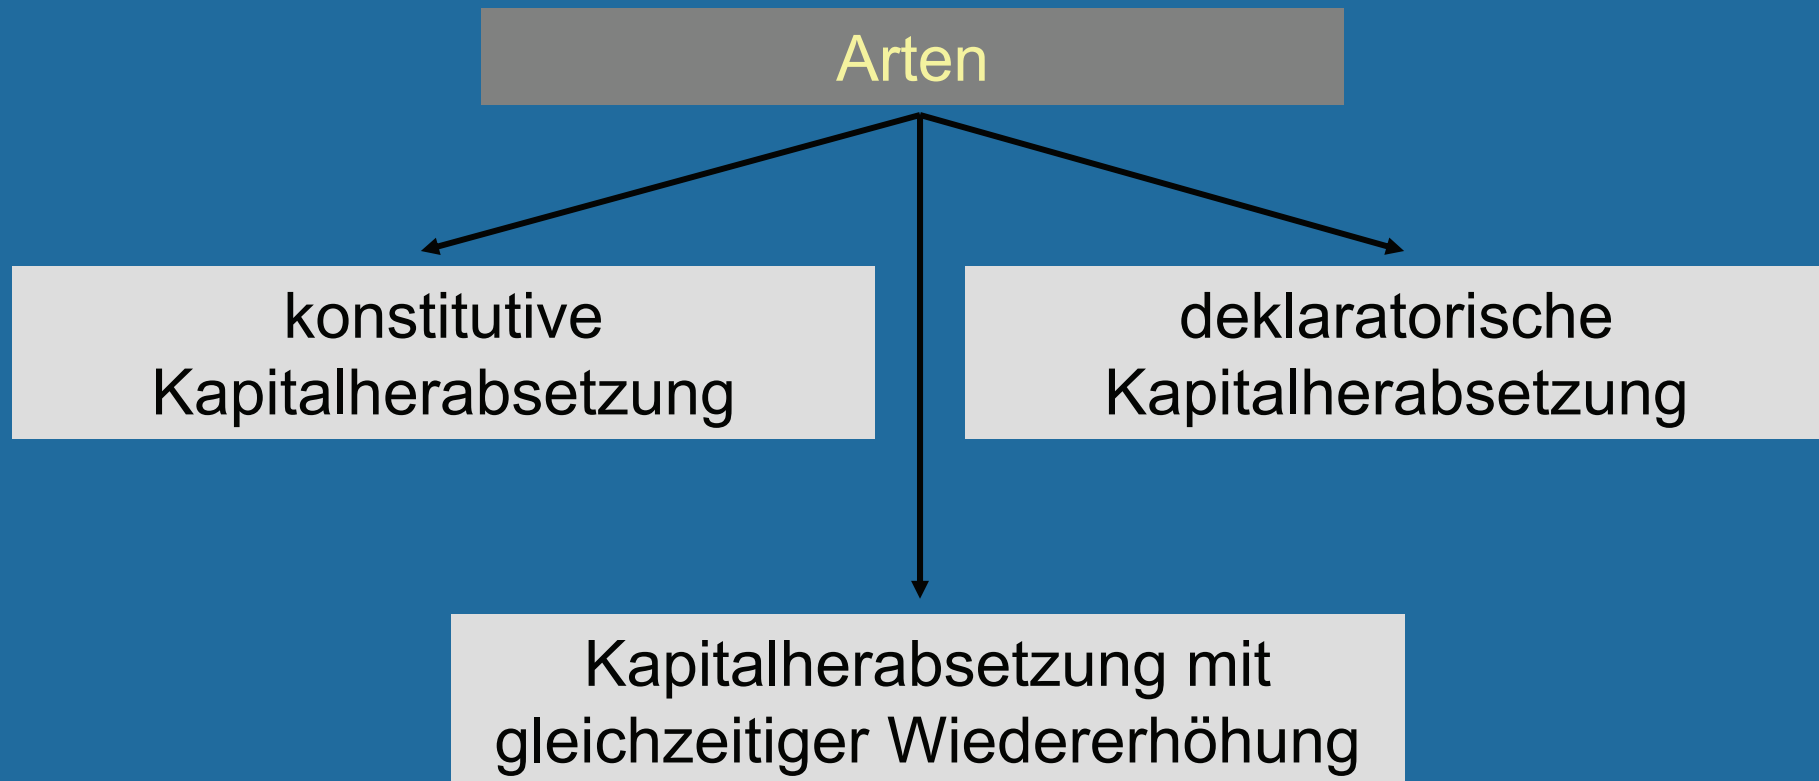 Arten
konstitutive
Kapitalherabsetzung
deklaratorische
Kapitalherabsetzung
Kapitalherabsetzung mit
gleichzeitiger Wiedererhöhung